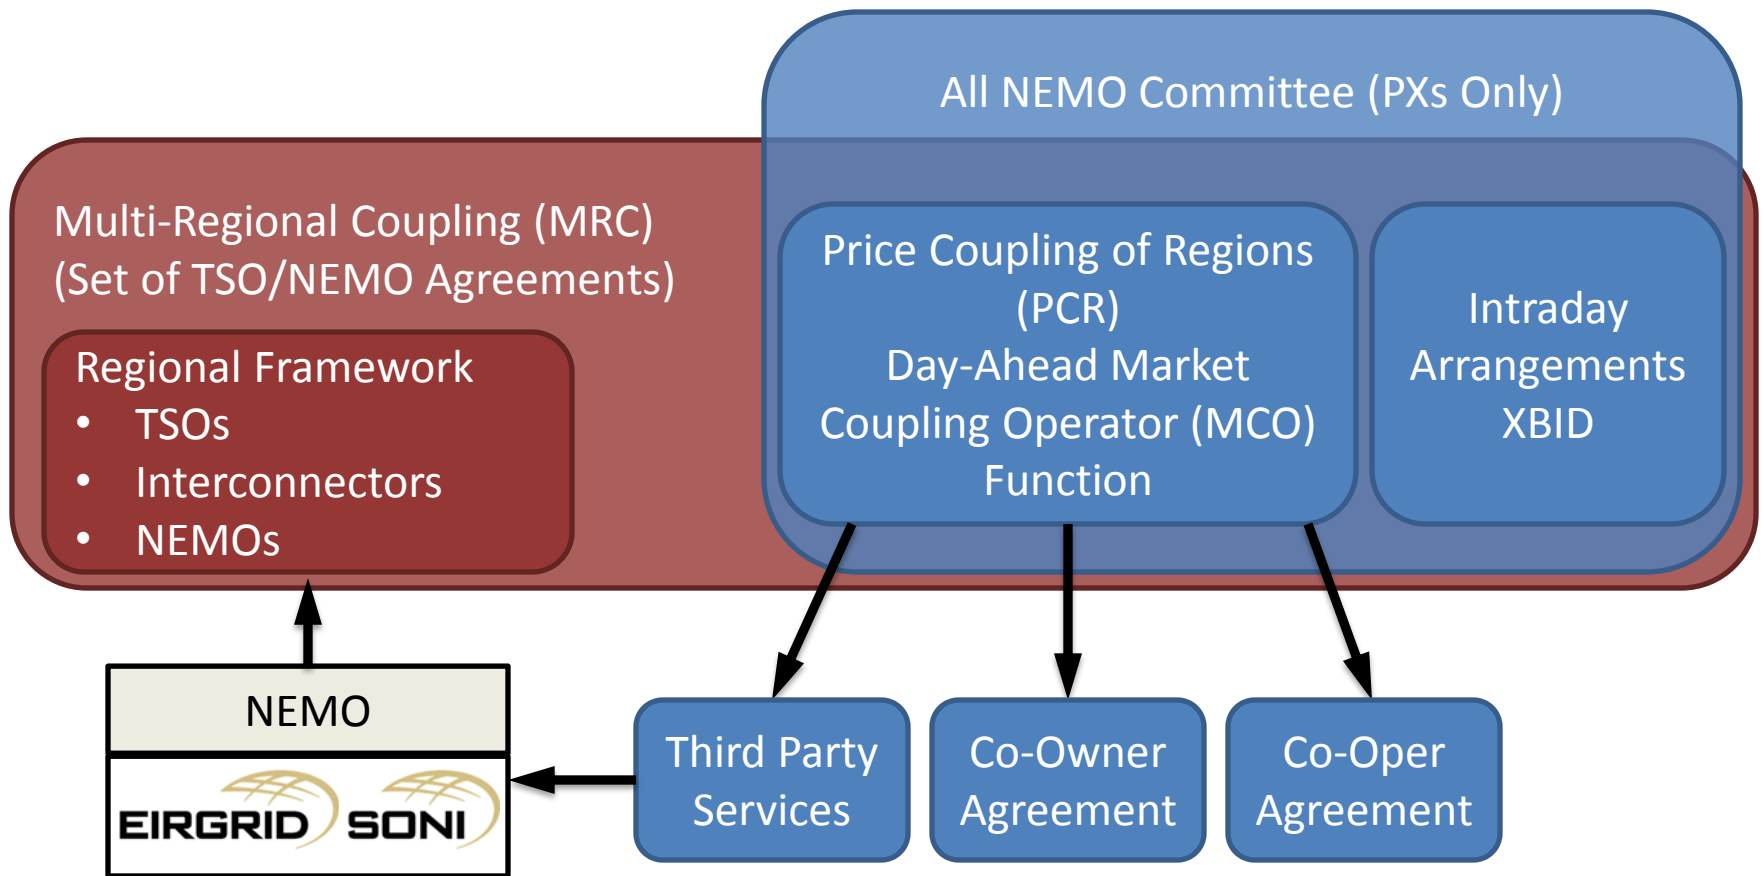 All NEMO Committee (PXs Only)
Multi-Regional Coupling (MRC)
(Set of TSO/NEMO Agreements)
Regional Framework
• TSOs
• Interconnectors
• NEMOs
Price Coupling of Regions
(PCR)
Day-Ahead Market
Coupling Operator (MCO)
Function
Intraday
Arrangements
XBID
NEMO
EIRGRID SONI
Third Party
Services
Co-Owner
Agreement
Co-Oper
Agreement